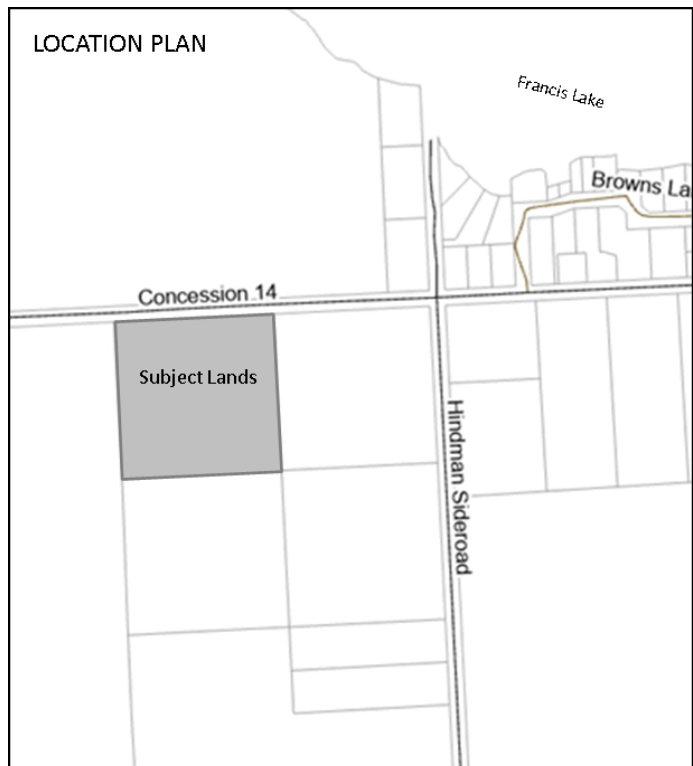 LOCATION PLAN
Francis Lake
Browns La
Concession 14
Subject Lands
Hindman Sideroad